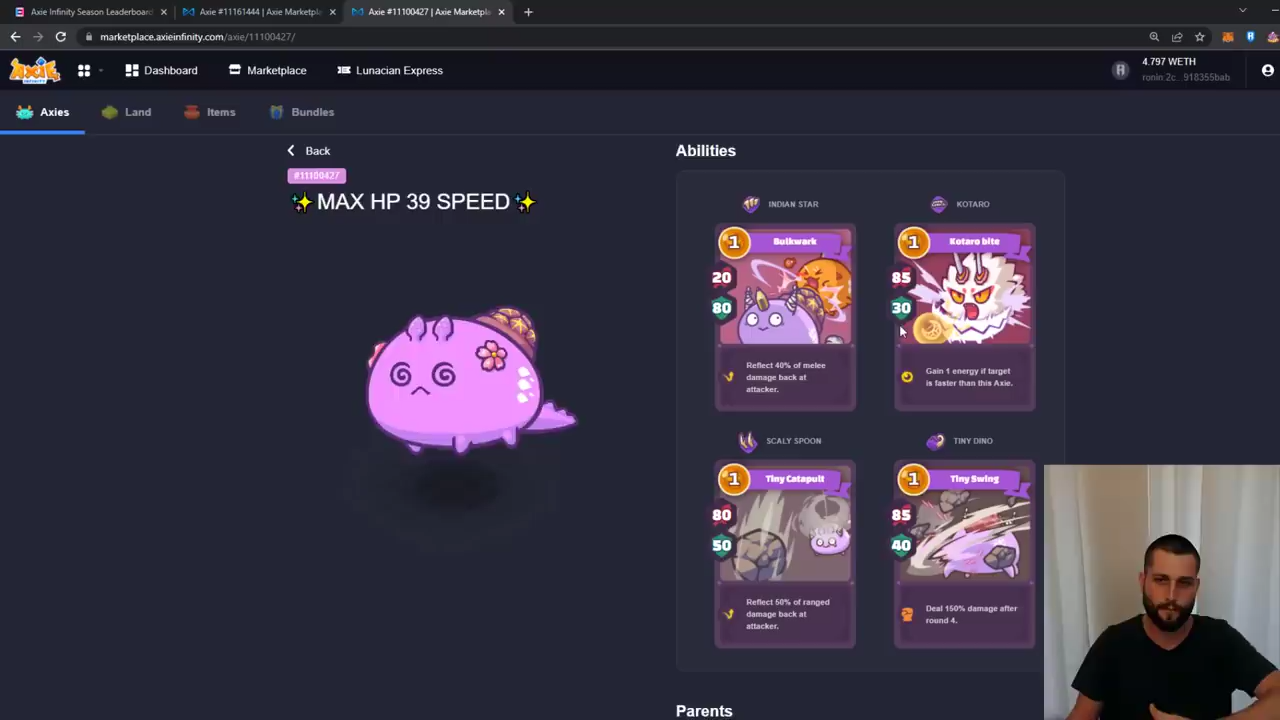 Axie Infinity Season Leaderboard
Axie #11161444 | Axie Marketpla
Axie #11100427 | Axie Marketpla
marketplace.axieinfinity.com/axie/11100427/
AXIE
Dashboard
Marketplace
Lunacian Express
4.797 WETH
ronin:2c...918355bab
Axies
Land
Items
Bundles
Back
#11100427
✨MAX HP 39 SPEED✨
Abilities
INDIAN STAR
1
Bulkwark
20
80
Reflect 40% of melee
damage back at
attacker.
KOTARO
1
Kotaro bite
85
30
Gain 1 energy if target
is faster than this Axie.
SCALY SPOON
1
Tiny Catapult
80
50
Reflect 50% of ranged
damage back at
attacker.
TINY DINO
1
Tiny Swing
85
40
Deal 150% damage after
round 4.
Parents